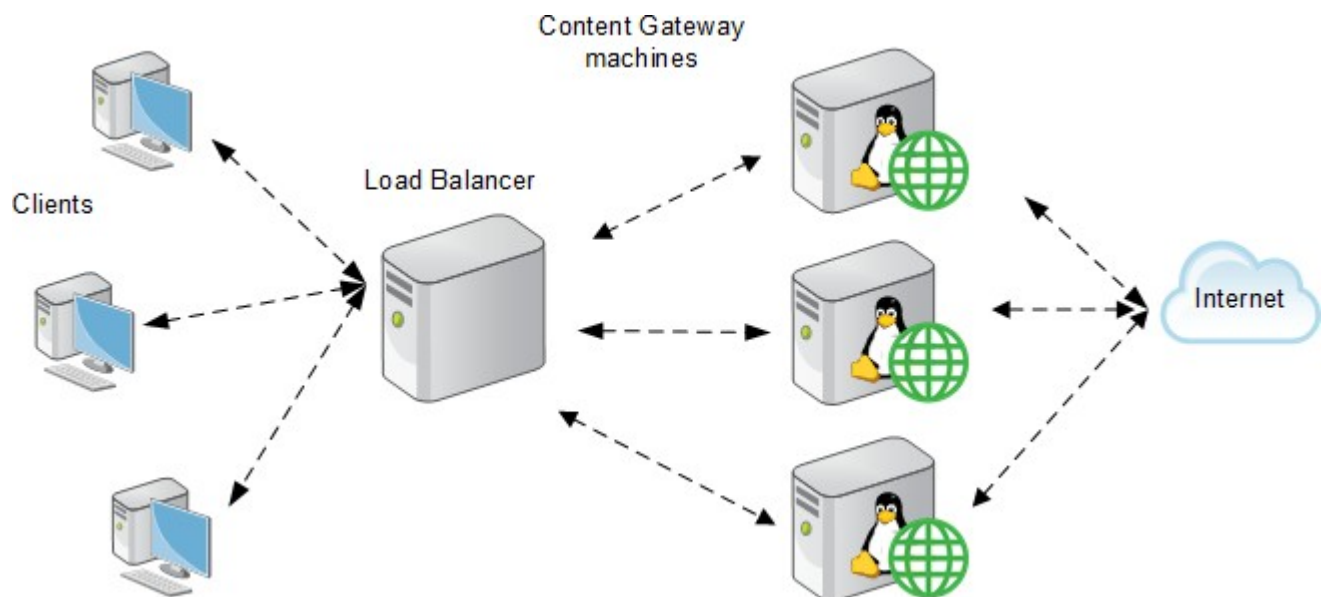 Content Gateway
machines
Load Balancer
Clients
Internet